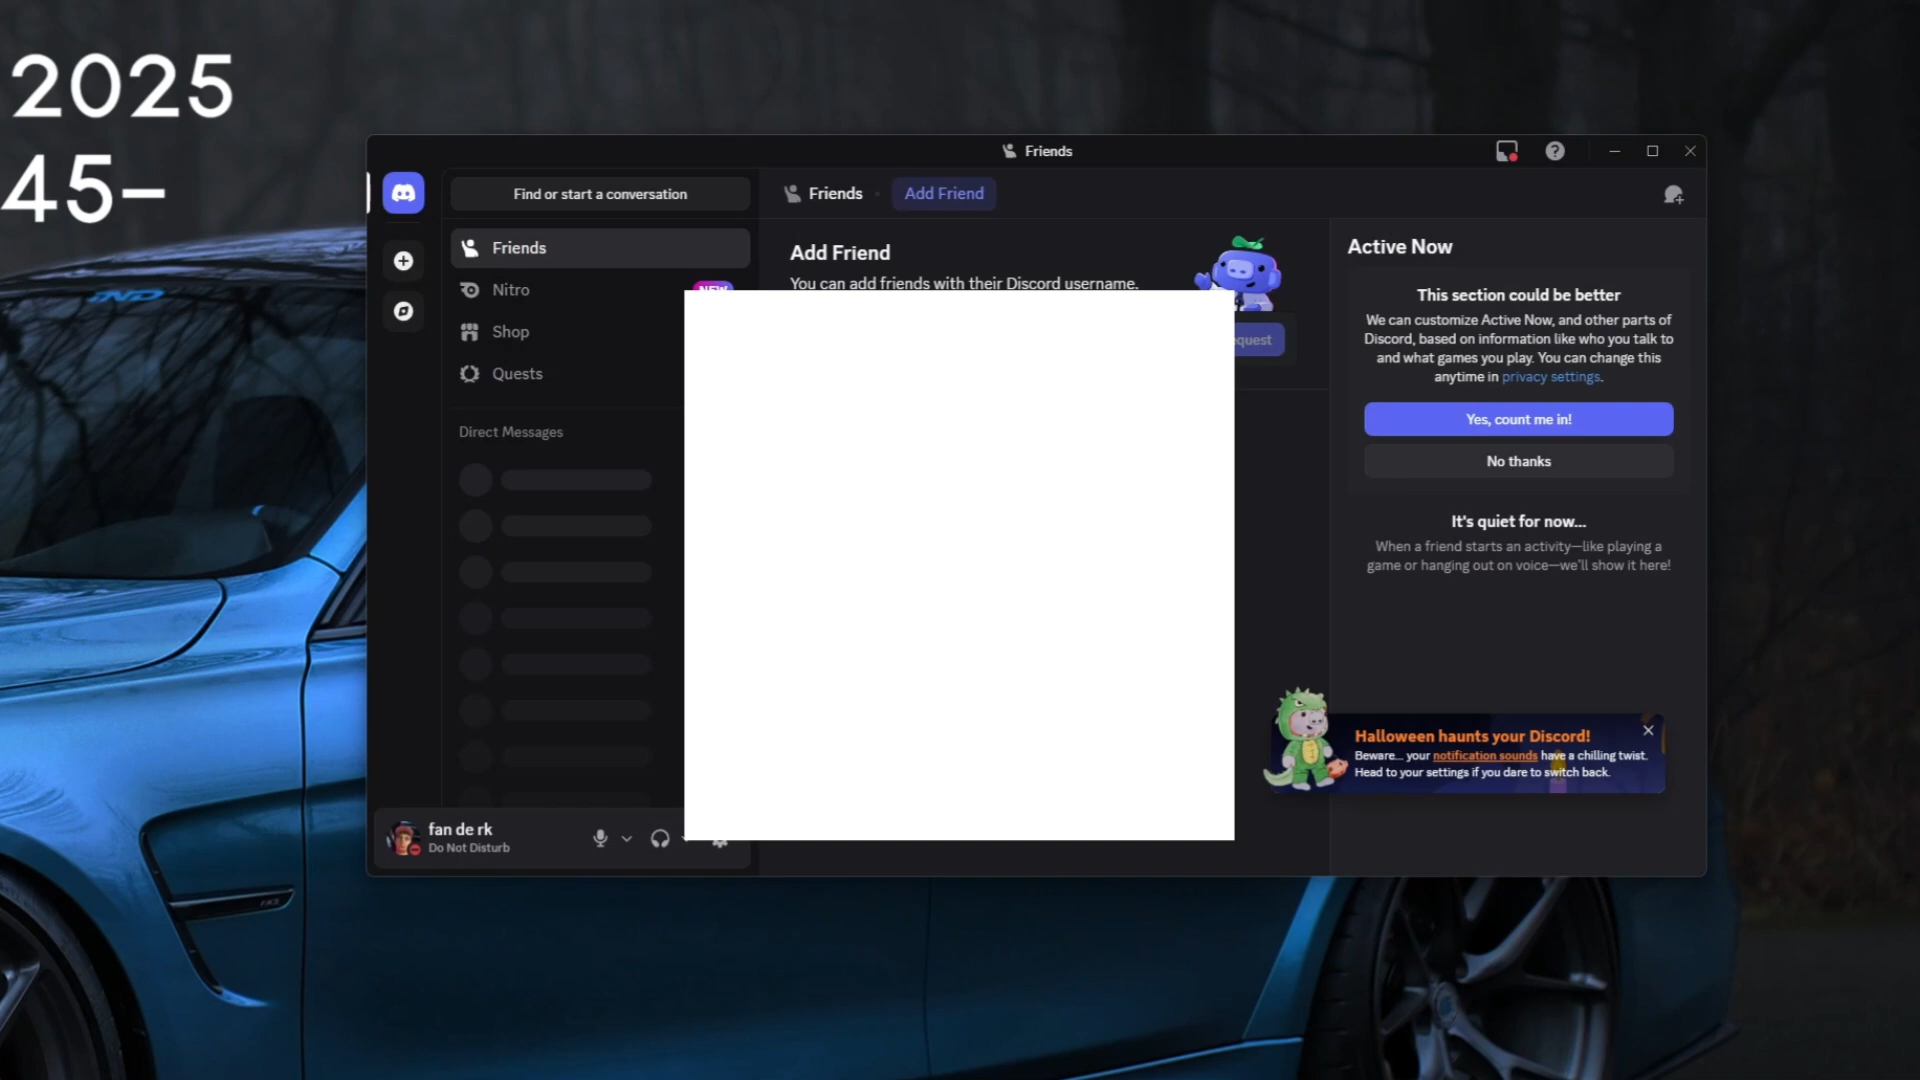 2025
45–
Friends
Find or start a conversation
Friends
Add Friend
Friends
Nitro
NEW
Shop
Quests
Direct Messages
fan de rk
Do Not Disturb
Add Friend
You can add friends with their Discord username.
Active Now
This section could be better
We can customize Active Now, and other parts of
Discord, based on information like who you talk to
and what games you play. You can change this
anytime in privacy settings.
Yes, count me in!
No thanks
It's quiet for now...
When a friend starts an activity—like playing a
game or hanging out on voice—we'll show it here!
Halloween haunts your Discord!
Beware... your notification sounds have a chilling twist.
Head to your settings if you dare to switch back.